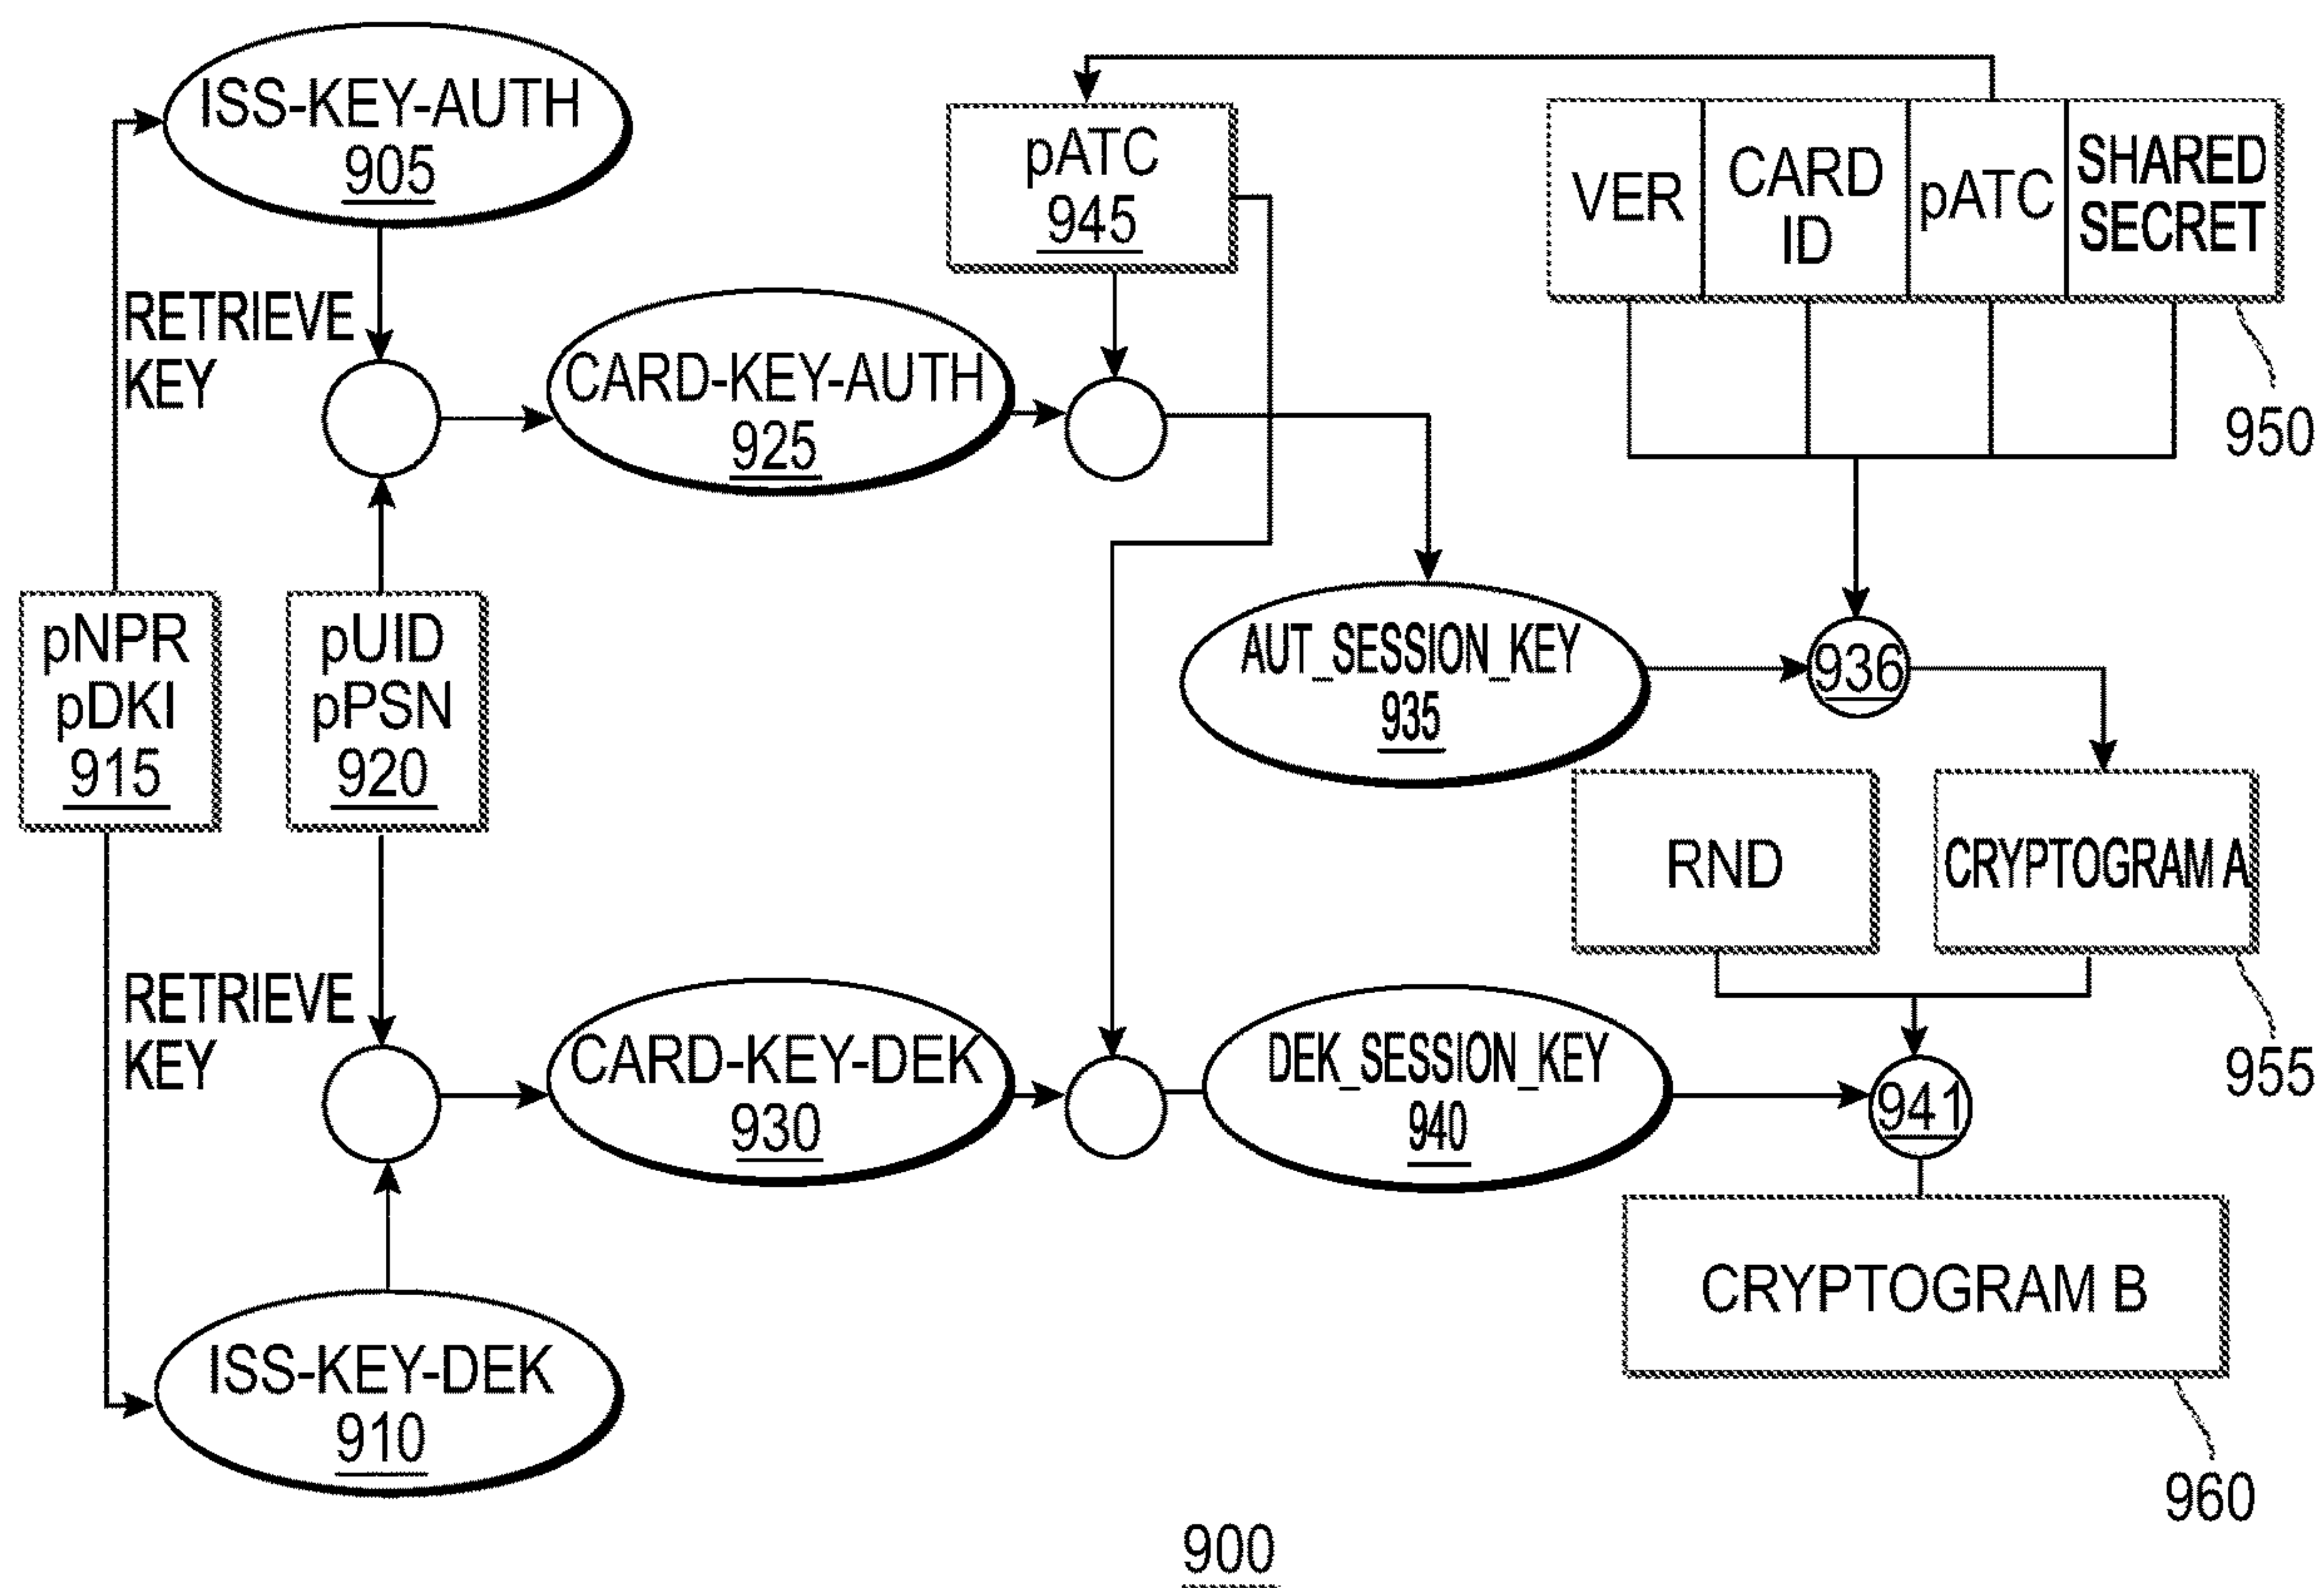 ISS-KEY-AUTH
905
RETRIEVE
KEY
pATC
945
VER
CARD
ID
pATC
SHARED
SECRET
950
CARD-KEY-AUTH
925
pNPR
pDKI
915
pUID
pPSN
920
AUT_SESSION_KEY
935
936
RND
CRYPTOGRAM A
955
RETRIEVE
KEY
CARD-KEY-DEK
930
DEK_SESSION_KEY
940
941
CRYPTOGRAM B
960
ISS-KEY-DEK
910
900